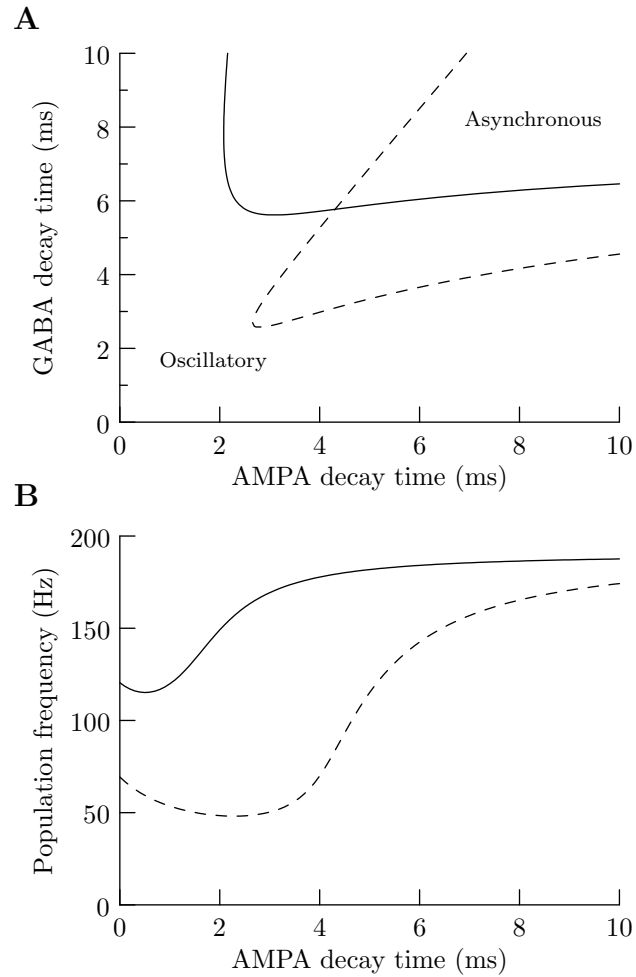 A
GABA decay time (ms)
10
8
6
4
2
0
Asynchronous
Oscillatory
0 2 4 6 8 10
AMPA decay time (ms)
B
Population frequency (Hz)
200
150
100
50
0
0 2 4 6 8 10
AMPA decay time (ms)